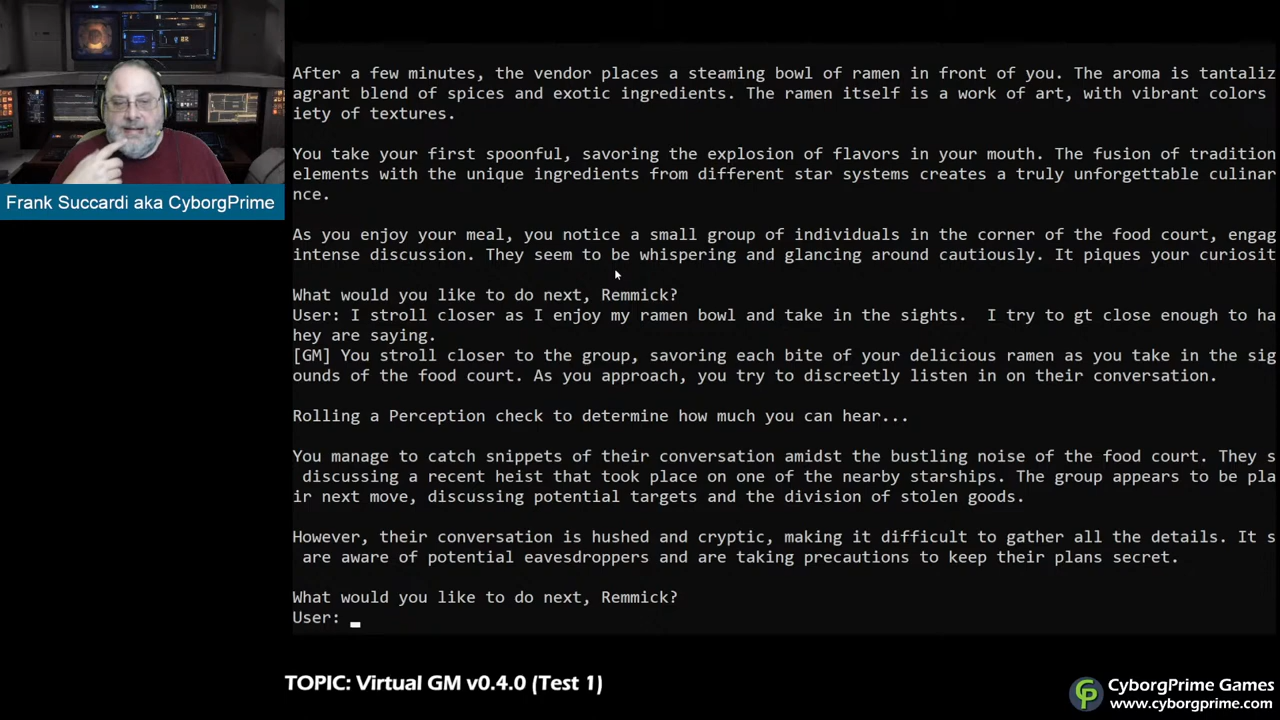 After a few minutes, the vendor places a steaming bowl of ramen in front of you. The aroma is tantaliz
agrant blend of spices and exotic ingredients. The ramen itself is a work of art, with vibrant colors
iety of textures.
You take your first spoonful, savoring the explosion of flavors in your mouth. The fusion of tradition
elements with the unique ingredients from different star systems creates a truly unforgettable culinar
nce.
As you enjoy your meal, you notice a small group of individuals in the corner of the food court, engag
intense discussion. They seem to be whispering and glancing around cautiously. It piques your curiosit
What would you like to do next, Remmick?
User: I stroll closer as I enjoy my ramen bowl and take in the sights.  I try to gt close enough to ha
hey are saying.
[GM] You stroll closer to the group, savoring each bite of your delicious ramen as you take in the sig
ounds of the food court. As you approach, you try to discreetly listen in on their conversation.
Rolling a Perception check to determine how much you can hear...
You manage to catch snippets of their conversation amidst the bustling noise of the food court. They s
discussing a recent heist that took place on one of the nearby starships. The group appears to be pla
ir next move, discussing potential targets and the division of stolen goods.
However, their conversation is hushed and cryptic, making it difficult to gather all the details. It s
are aware of potential eavesdroppers and are taking precautions to keep their plans secret.
What would you like to do next, Remmick?
User: _
Frank Succardi aka CyborgPrime
TOPIC: Virtual GM v0.4.0 (Test 1)
CyborgPrime Games
www.cyborgprime.com